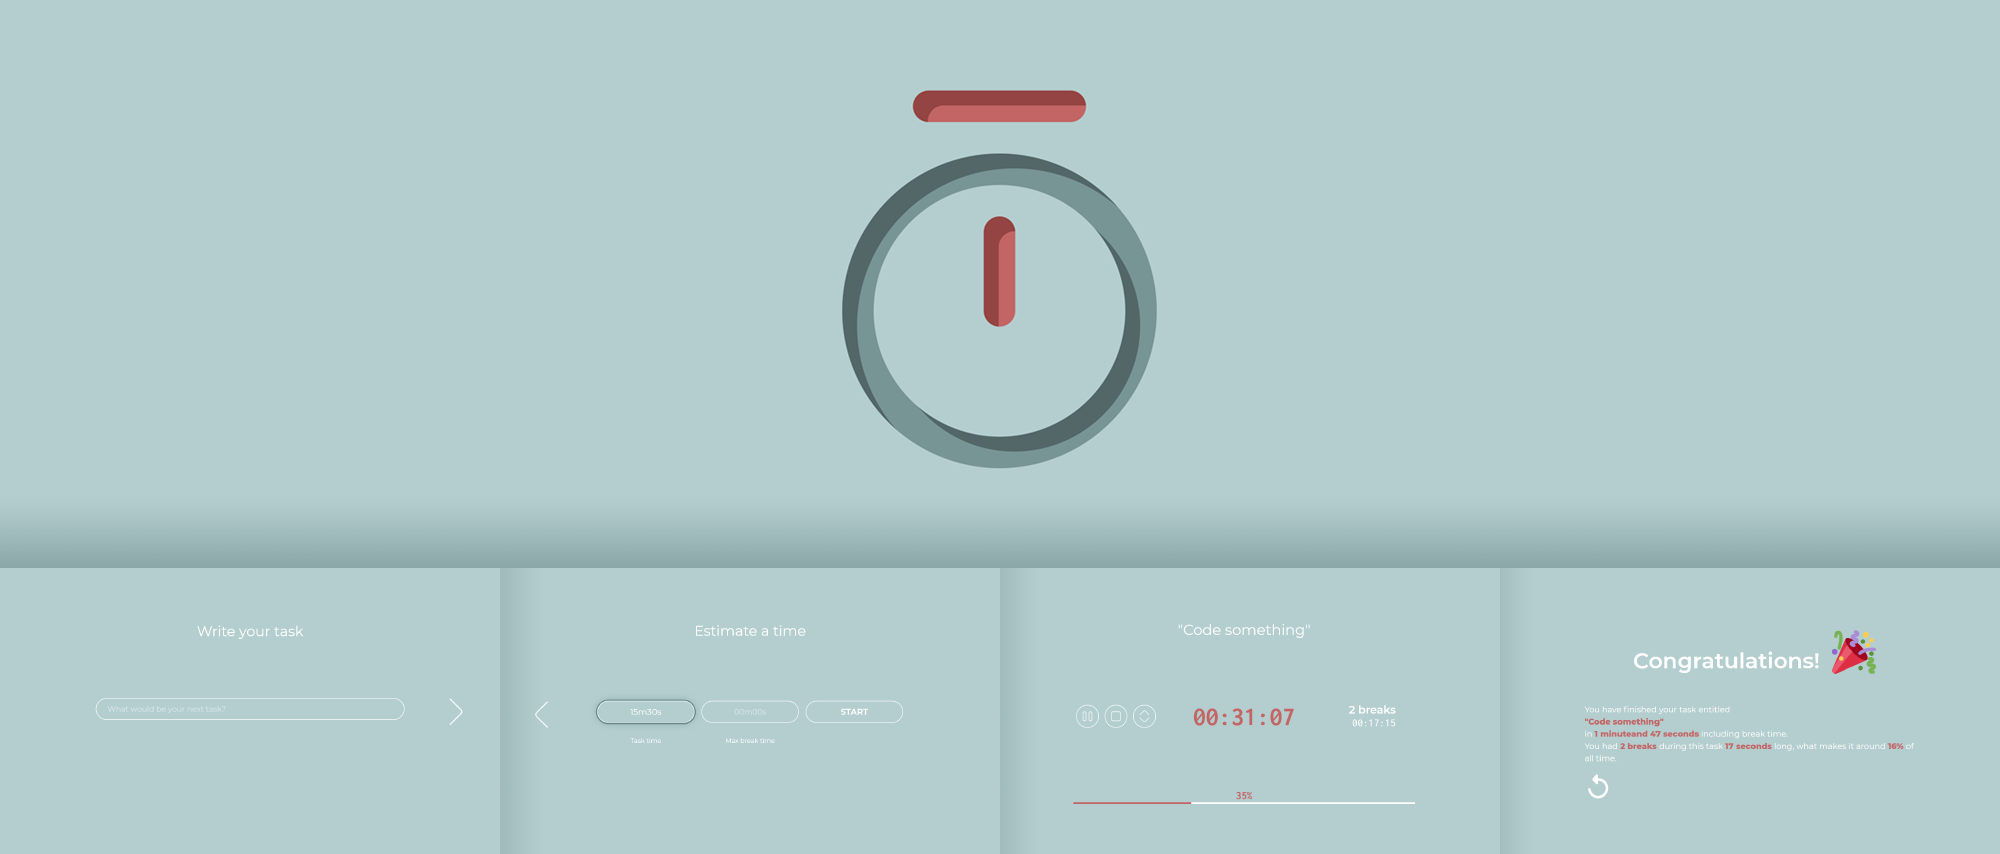 Write your task
What would be your next task?
Estimate a time
15m30s
00m00s
START
Task time
Max break time
"Code something"
00:31:07
2 breaks
00:17:15
35%
Congratulations!
You have finished your task entitled
"Code something"
in 1 minuteand 47 seconds including break time.
You had 2 breaks during this task 17 seconds long, what makes it around 16% of
all time.